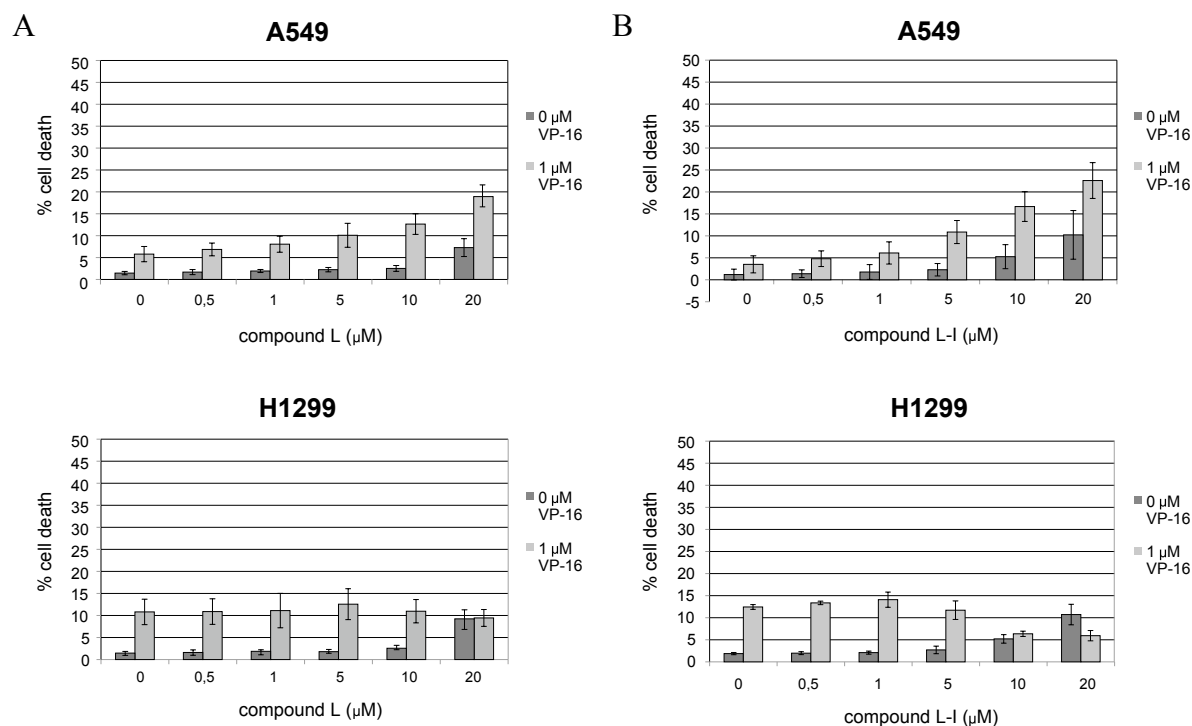 A
A549
50
45
40
35
30
25
20
15
10
5
0
% cell death
0 0,5 1 5 10 20
compound L (µM)
0 µM
VP-16
1 µM
VP-16
B
A549
50
45
40
35
30
25
20
15
10
5
0
-5
% cell death
0 0,5 1 5 10 20
compound L-I (µM)
0 µM
VP-16
1 µM
VP-16
H1299
50
45
40
35
30
25
20
15
10
5
0
% cell death
0 0,5 1 5 10 20
compound L (µM)
0 µM
VP-16
1 µM
VP-16
H1299
50
45
40
35
30
25
20
15
10
5
0
% cell death
0 0,5 1 5 10 20
compound L-I (µM)
0 µM
VP-16
1 µM
VP-16